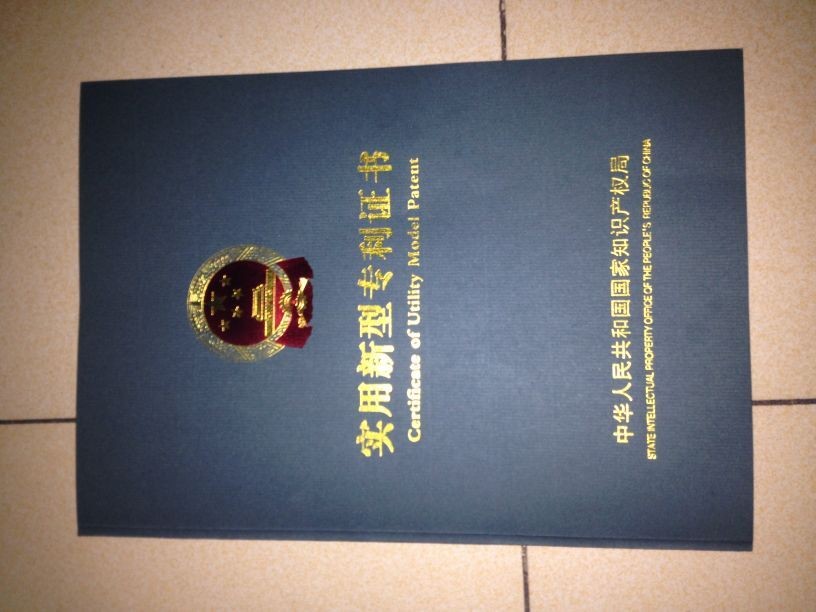 实用新型专利证书
Certificate of Utility Model Patent
中华人民共和国国家知识产权局
STATE INTELLECTUAL PROPERTY OFFICE OF THE PEOPLE'S REPUBLIC OF CHINA